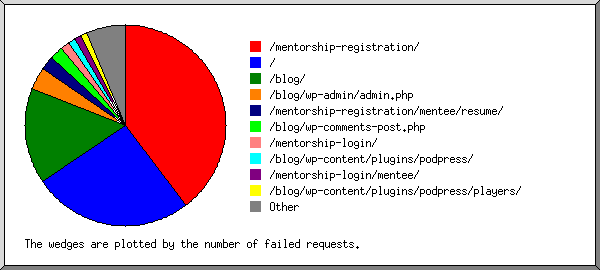 /mentorship-registration/
/
/blog/
/blog/wp-admin/admin.php
/mentorship-registration/mentee/resume/
/blog/wp-comments-post.php
/mentorship-login/
/blog/wp-content/plugins/podpress/
/mentorship-login/mentee/
/blog/wp-content/plugins/podpress/players/
Other
The wedges are plotted by the number of failed requests.